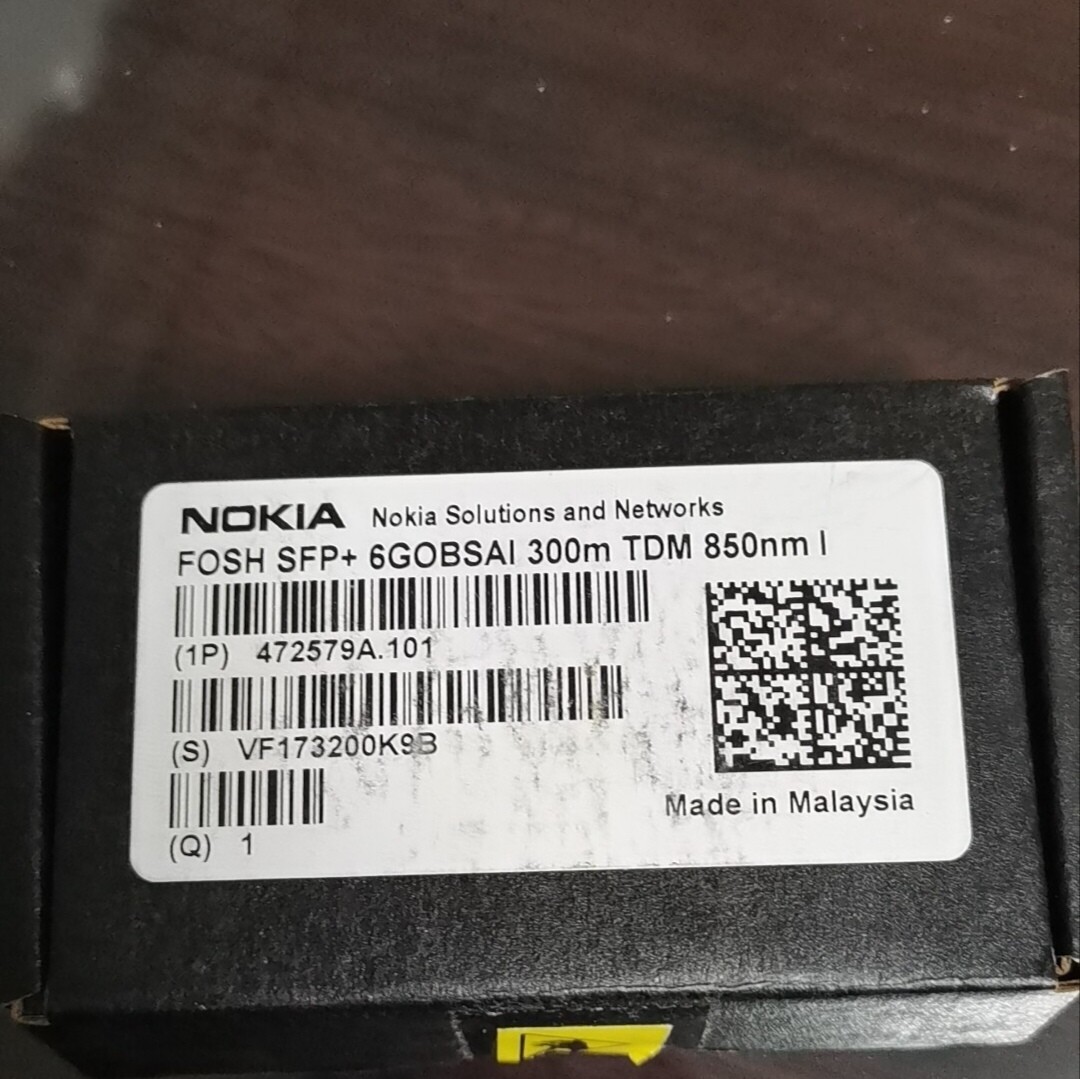 NOKIA Nokia Solutions and Networks
FOSH SFP+ 6GOBSAI 300m TDM 850nm I
(1P) 472579A.101
(S) VF173200K9B
(Q) 1
Made in Malaysia